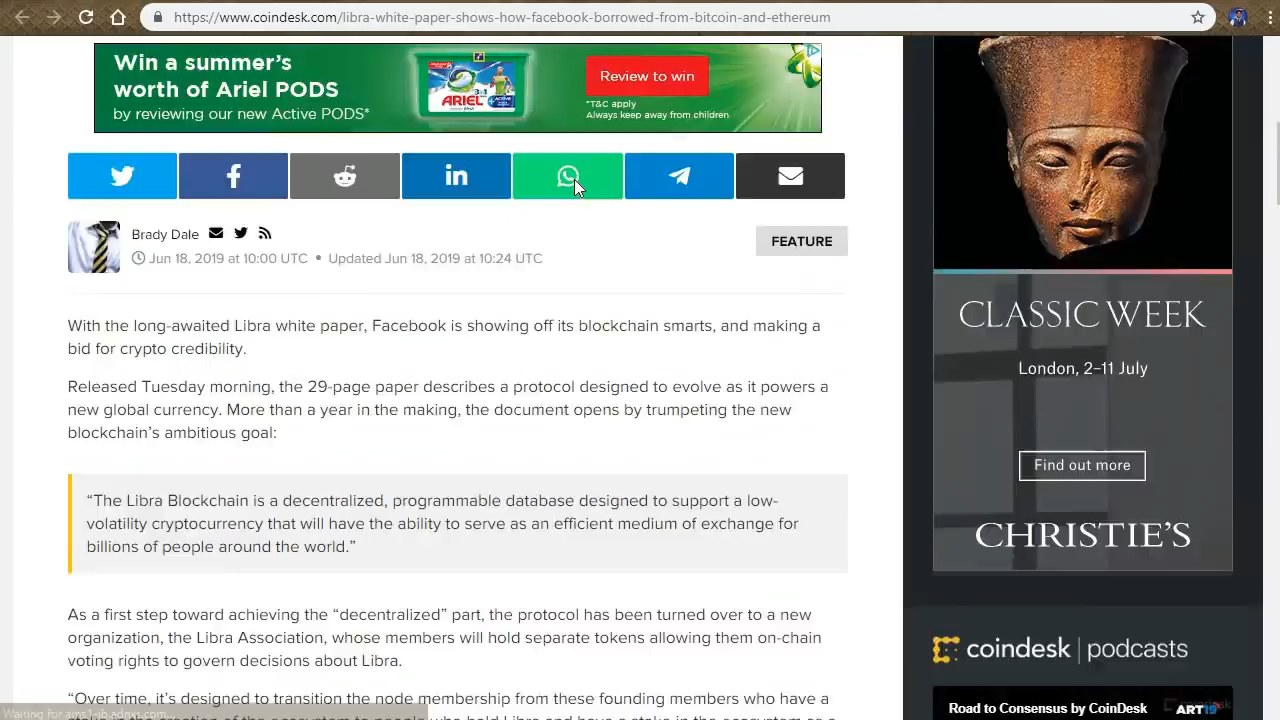 https://www.coindesk.com/libra-white-paper-shows-how-facebook-borrowed-from-bitcoin-and-ethereum
Win a summer's
worth of Ariel PODS
by reviewing our new Active PODS*
ARIEL
Review to win
*T&C apply
Always keep away from children
Brady Dale
Jun 18, 2019 at 10:00 UTC • Updated Jun 18, 2019 at 10:24 UTC
FEATURE
With the long-awaited Libra white paper, Facebook is showing off its blockchain smarts, and making a
bid for crypto credibility.
Released Tuesday morning, the 29-page paper describes a protocol designed to evolve as it powers a
new global currency. More than a year in the making, the document opens by trumpeting the new
blockchain's ambitious goal:
“The Libra Blockchain is a decentralized, programmable database designed to support a low-
volatility cryptocurrency that will have the ability to serve as an efficient medium of exchange for
billions of people around the world.”
As a first step toward achieving the “decentralized” part, the protocol has been turned over to a new
organization, the Libra Association, whose members will hold separate tokens allowing them on-chain
voting rights to govern decisions about Libra.
“Over time, it's designed to transition the node membership from these founding members who have a
CLASSIC WEEK
London, 2–11 July
Find out more
CHRISTIE'S
coindesk | podcasts
Road to Consensus by CoinDesk
ART19